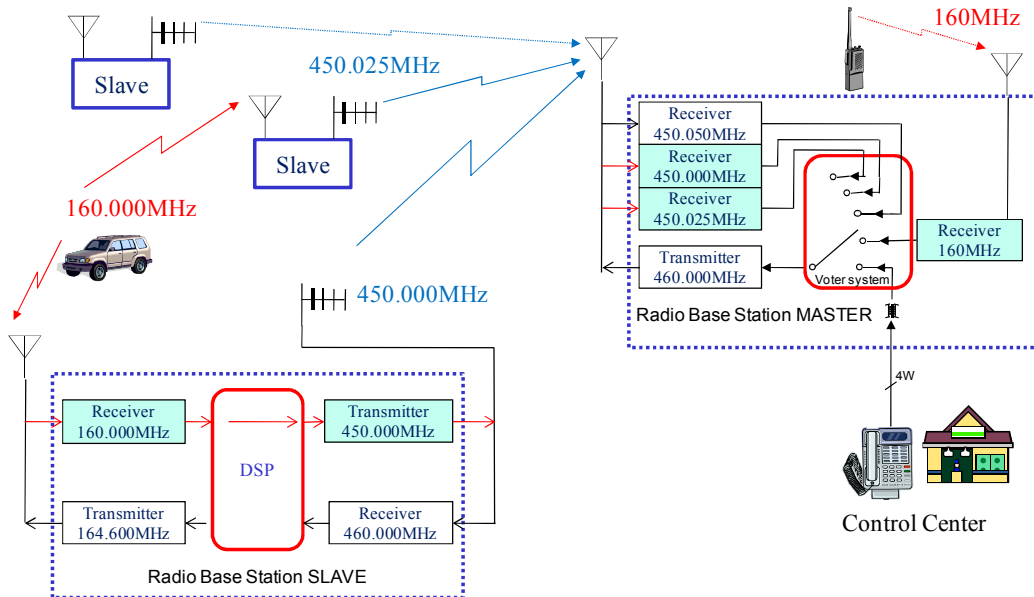 160MHz
Slave
450.025MHz
Slave
Receiver
450.050MHz
Receiver
450.000MHz
Receiver
450.025MHz
Transmitter
460.000MHz
Voter system
Receiver
160MHz
Radio Base Station MASTER
160.000MHz
450.000MHz
4W
Receiver
160.000MHz
DSP
Transmitter
450.000MHz
Transmitter
164.600MHz
Receiver
460.000MHz
Radio Base Station SLAVE
Control Center